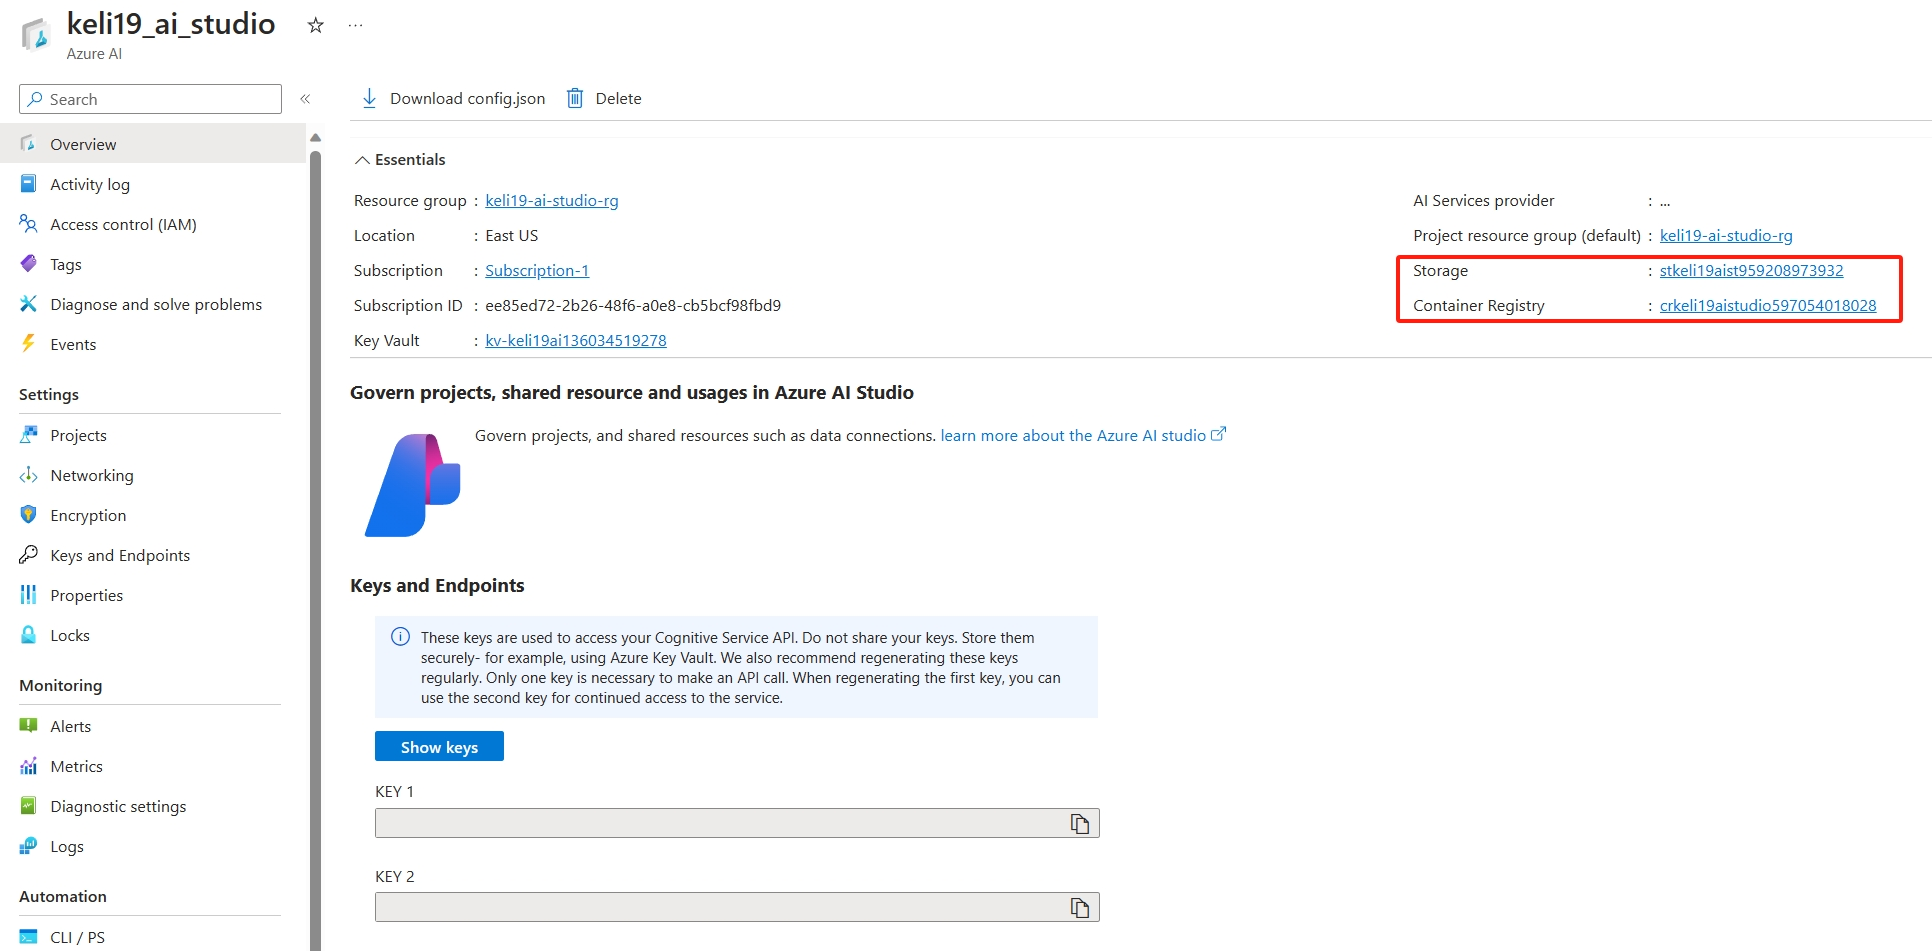 keli19_ai_studio
Azure AI
Search
Download config.json
Delete
Overview
Activity log
Access control (IAM)
Tags
Diagnose and solve problems
Events
Settings
Projects
Networking
Encryption
Keys and Endpoints
Properties
Locks
Monitoring
Alerts
Metrics
Diagnostic settings
Logs
Automation
CLI / PS
Essentials
Resource group : keli19-ai-studio-rg
Location : East US
Subscription : Subscription-1
Subscription ID : ee85ed72-2b26-48f6-a0e8-cb5bcf98fbd9
Key Vault : kv-keli19ai136034519278
AI Services provider : ...
Project resource group (default) : keli19-ai-studio-rg
Storage : stkeli19aist959208973932
Container Registry : crkeli19aistudio597054018028
Govern projects, shared resource and usages in Azure AI Studio
Govern projects, and shared resources such as data connections. learn more about the Azure AI studio
Keys and Endpoints
These keys are used to access your Cognitive Service API. Do not share your keys. Store them
securely- for example, using Azure Key Vault. We also recommend regenerating these keys
regularly. Only one key is necessary to make an API call. When regenerating the first key, you can
use the second key for continued access to the service.
Show keys
KEY 1
KEY 2